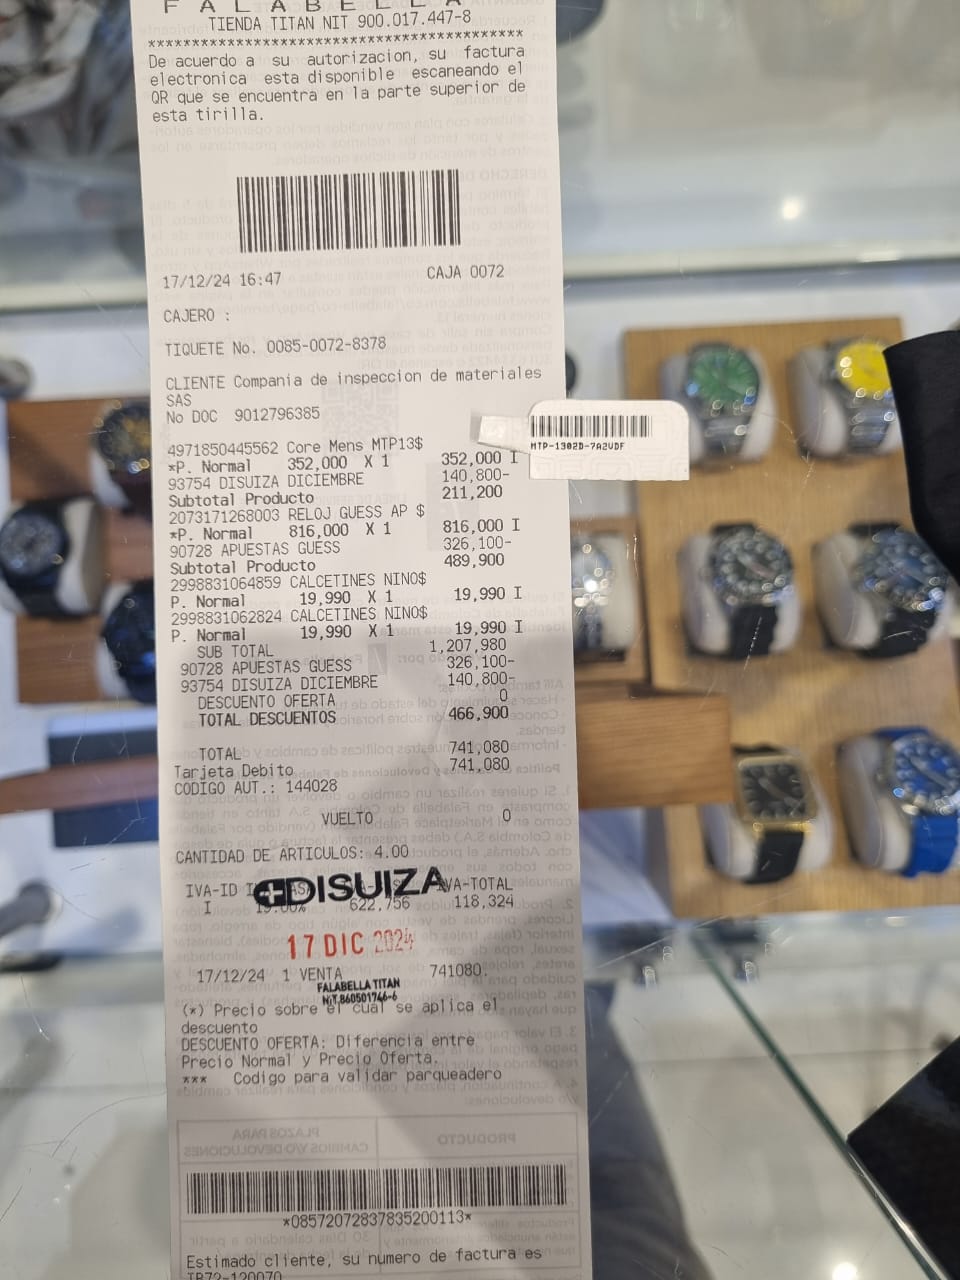 FALABELLA
TIENDA TITAN NIT 900.017.447-8
******************************************
De acuerdo a su autorizacion, su factura
electronica esta disponible escaneando el
QR que se encuentra en la parte superior de
esta tirilla.
17/12/24 16:47 CAJA 0072
CAJERO :
TIQUETE No. 0085-0072-8378
CLIENTE Compania de inspeccion de materiales
SAS
No DOC 9012796385
4971850445562 Core Mens MTP13$
*P. Normal 352,000 X 1 352,000 I
93754 DISUIZA DICIEMBRE 140,800-
Subtotal Producto 211,200
2073171268003 RELOJ GUESS AP $
*P. Normal 816,000 X 1 816,000 I
90728 APUESTAS GUESS 326,100-
Subtotal Producto 489,900
2998831064859 CALCETINES NINO$
P. Normal 19,990 X 1 19,990 I
2998831062824 CALCETINES NINO$
P. Normal 19,990 X 1 19,990 I
SUB TOTAL 1,207,980
90728 APUESTAS GUESS 326,100-
93754 DISUIZA DICIEMBRE 140,800-
DESCUENTO OFERTA 0
TOTAL DESCUENTOS 466,900
TOTAL 741,080
Tarjeta Debito 741,080
CODIGO AUT.: 144028
VUELTO 0
CANTIDAD DE ARTICULOS: 4.00
IVA-ID IVA-TOTAL
DISUIZA
I 19.00% 622,756 118,324
17 DIC 2024
17/12/24 1 VENTA 741080.
FALABELLA TITAN
NIT.860501746-6
(*) Precio sobre el cual se aplica el
descuento
DESCUENTO OFERTA: Diferencia entre
Precio Normal y Precio Oferta.
*** Codigo para validar parqueadero
*08572072837835200113*
Estimado cliente, su numero de factura es
MTP-1302D-7A2VDF